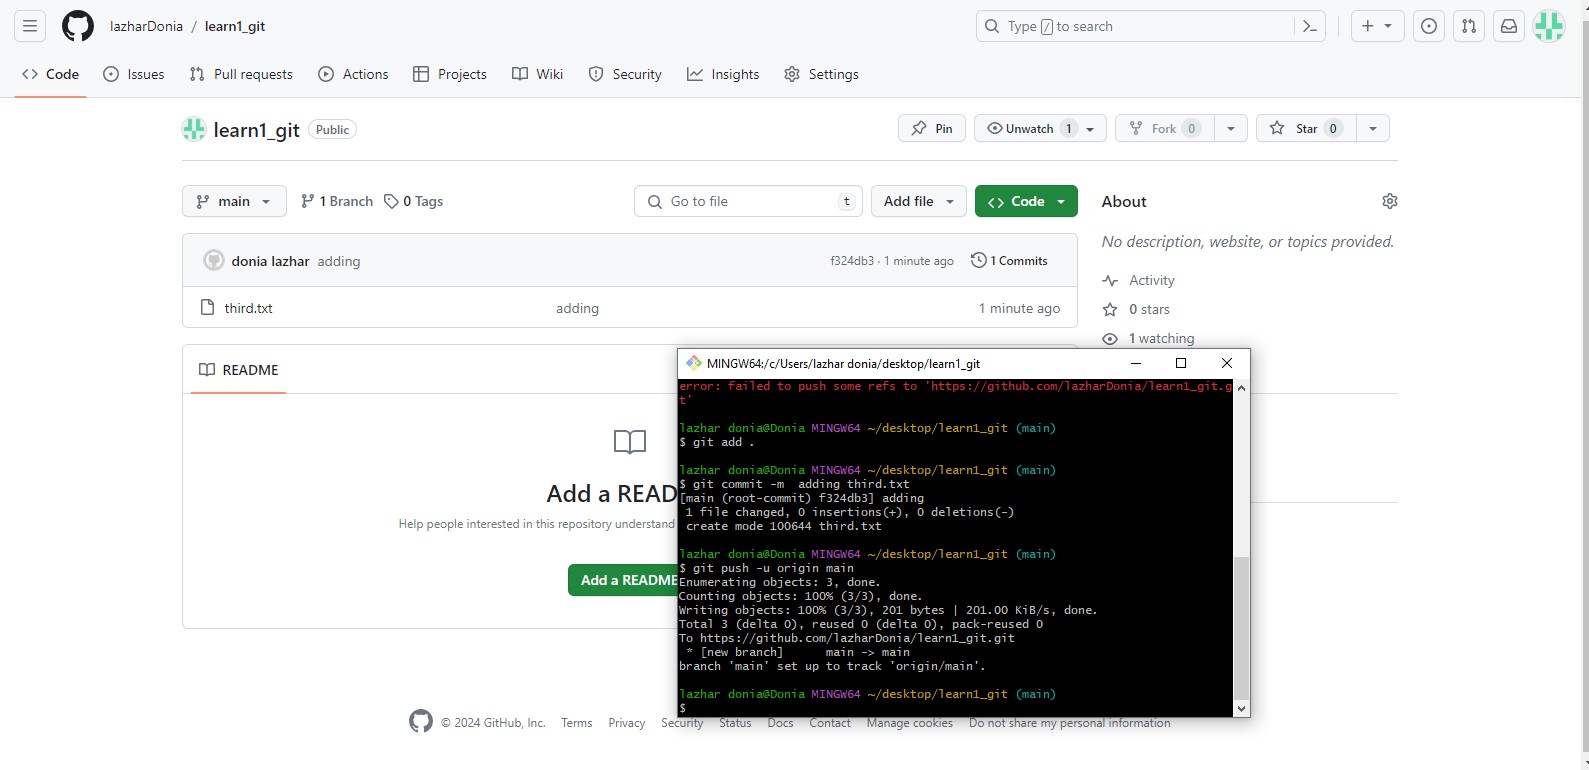 lazharDonia / learn1_git
Type / to search
Code Issues Pull requests Actions Projects Wiki Security Insights Settings
learn1_git Public
Pin Unwatch 1 Fork 0 Star 0
main 1 Branch 0 Tags Go to file t Add file Code
donia lazhar adding f324db3 · 1 minute ago 1 Commits
third.txt adding 1 minute ago
README
Add a READ
Help people interested in this repository understand
Add a README
About
No description, website, or topics provided.
Activity
0 stars
1 watching
MINGW64:/c/Users/lazhar donia/desktop/learn1_git
error: failed to push some refs to 'https://github.com/lazharDonia/learn1_git.g
t'
lazhar donia@Donia MINGW64 ~/desktop/learn1_git (main)
$ git add .
lazhar donia@Donia MINGW64 ~/desktop/learn1_git (main)
$ git commit -m  adding third.txt
[main (root-commit) f324db3] adding
 1 file changed, 0 insertions(+), 0 deletions(-)
 create mode 100644 third.txt
lazhar donia@Donia MINGW64 ~/desktop/learn1_git (main)
$ git push -u origin main
Enumerating objects: 3, done.
Counting objects: 100% (3/3), done.
Writing objects: 100% (3/3), 201 bytes | 201.00 KiB/s, done.
Total 3 (delta 0), reused 0 (delta 0), pack-reused 0
To https://github.com/lazharDonia/learn1_git.git
 * [new branch]      main -> main
branch 'main' set up to track 'origin/main'.
lazhar donia@Donia MINGW64 ~/desktop/learn1_git (main)
$
© 2024 GitHub, Inc. Terms Privacy Security Status Docs Contact Manage cookies Do not share my personal information